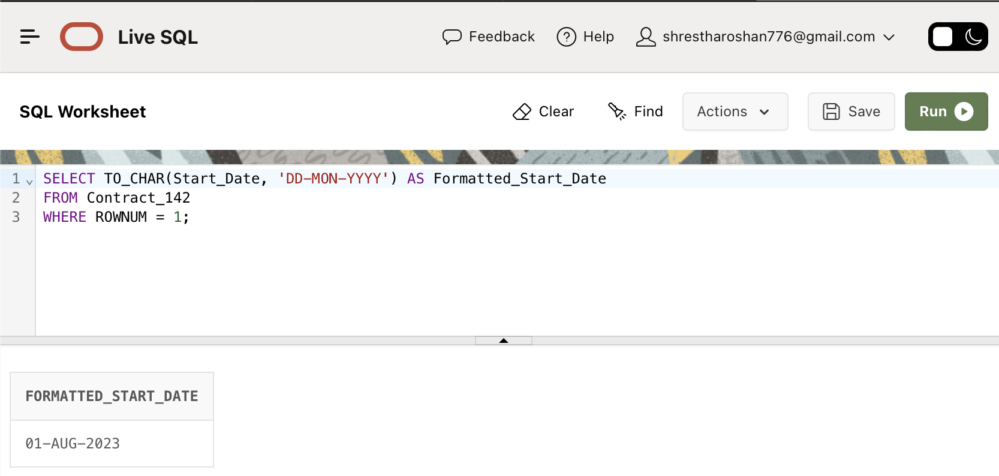 Live SQL
Feedback
Help
shrestharoshan776@gmail.com
SQL Worksheet
Clear
Find
Actions
Save
Run
1 SELECT TO_CHAR(Start_Date, 'DD-MON-YYYY') AS Formatted_Start_Date
2 FROM Contract_142
3 WHERE ROWNUM = 1;
FORMATTED_START_DATE
01-AUG-2023